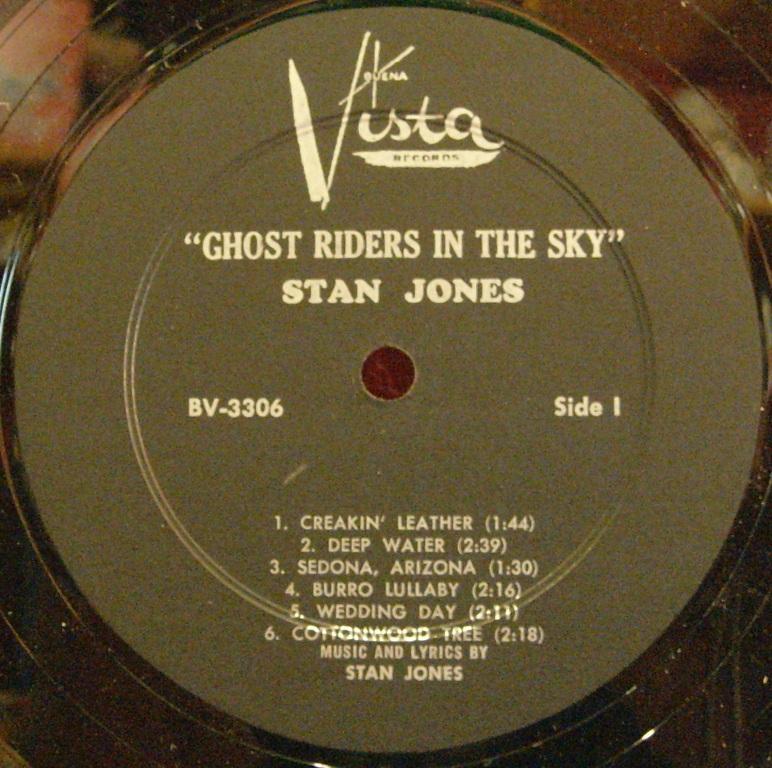 BUENA
Vista
RECORDS
"GHOST RIDERS IN THE SKY"
STAN JONES
BV-3306 Side I
1. CREAKIN' LEATHER (1:44)
2. DEEP WATER (2:39)
3. SEDONA, ARIZONA (1:30)
4. BURRO LULLABY (2:16)
5. WEDDING DAY (2:11)
6. COTTONWOOD TREE (2:18)
MUSIC AND LYRICS BY
STAN JONES